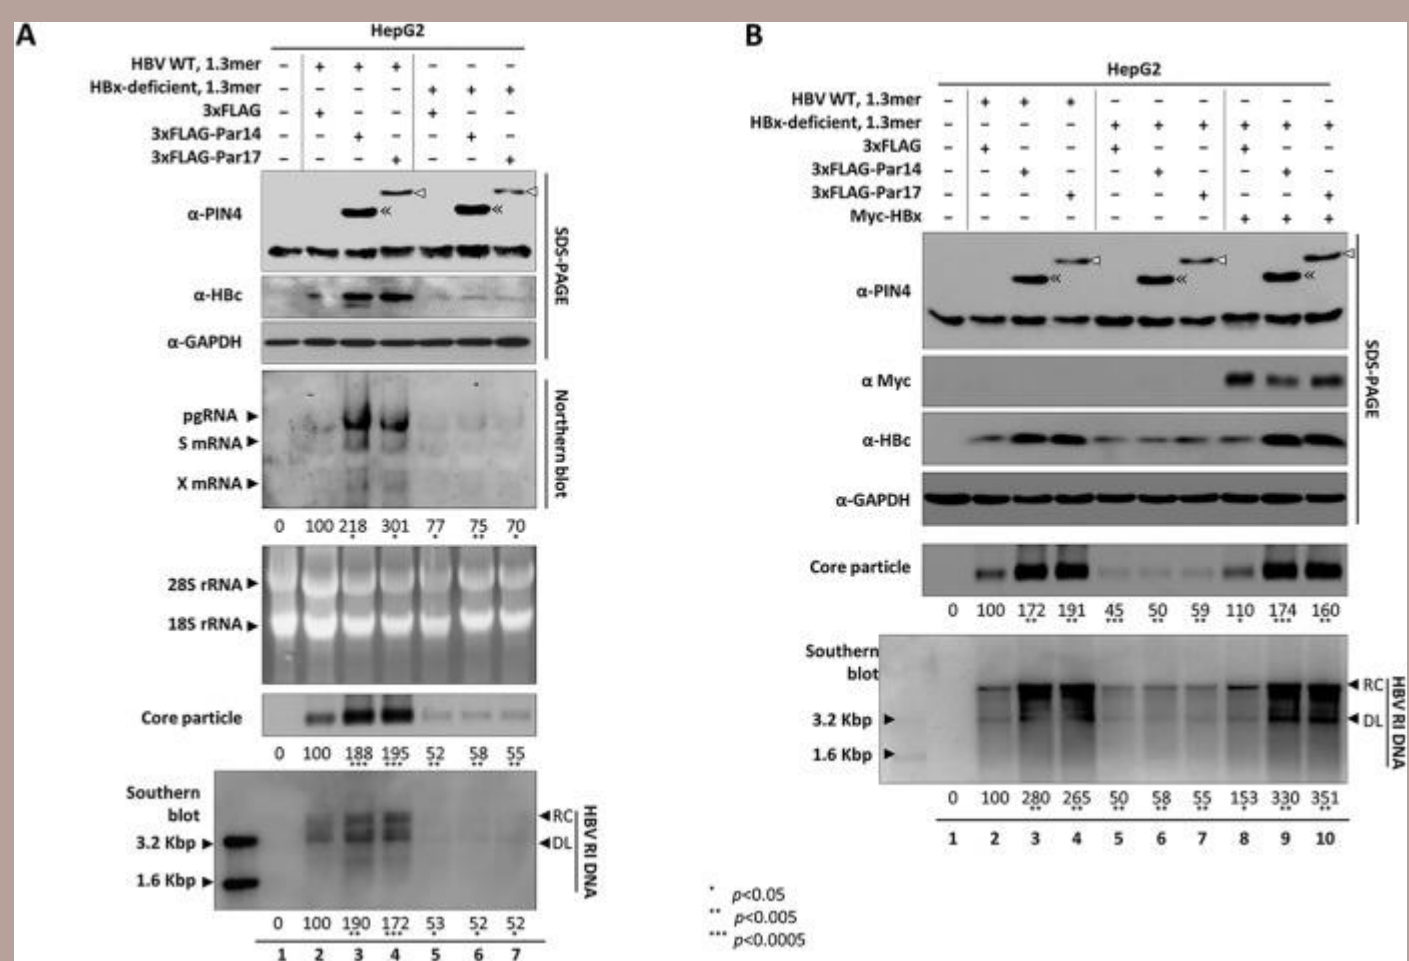 A
HepG2
HBV WT, 1.3mer - + + + - - -
HBx-deficient, 1.3mer - - - - + + +
3xFLAG - + - - + - -
3xFLAG-Par14 - - + - - + -
3xFLAG-Par17 - - - + - - +
α-PIN4
α-HBc
α-GAPDH
SDS-PAGE
pgRNA
S mRNA
X mRNA
Northern blot
0 100 218 301 77 75 70
* * * ** *
28S rRNA
18S rRNA
Core particle
0 100 188 195 52 58 55
*** *** ** ** **
Southern
blot
3.2 Kbp
1.6 Kbp
RC
DL
HBV RI DNA
0 100 190 172 53 52 52
** *** * * *
1 2 3 4 5 6 7
B
HepG2
HBV WT, 1.3mer - + + + - - - - - -
HBx-deficient, 1.3mer - - - - + + + + + +
3xFLAG - + - - + - - + - -
3xFLAG-Par14 - - + - - + - - + -
3xFLAG-Par17 - - - + - - + - - +
Myc-HBx - - - - - - - + + +
α-PIN4
α Myc
α-HBc
α-GAPDH
SDS-PAGE
Core particle
0 100 172 191 45 50 59 110 174 160
** ** *** ** ** * *** **
Southern
blot
3.2 Kbp
1.6 Kbp
RC
DL
HBV RI DNA
0 100 280 265 50 58 55 153 330 351
** ** ** ** ** * ** **
1 2 3 4 5 6 7 8 9 10
* p<0.05
** p<0.005
*** p<0.0005